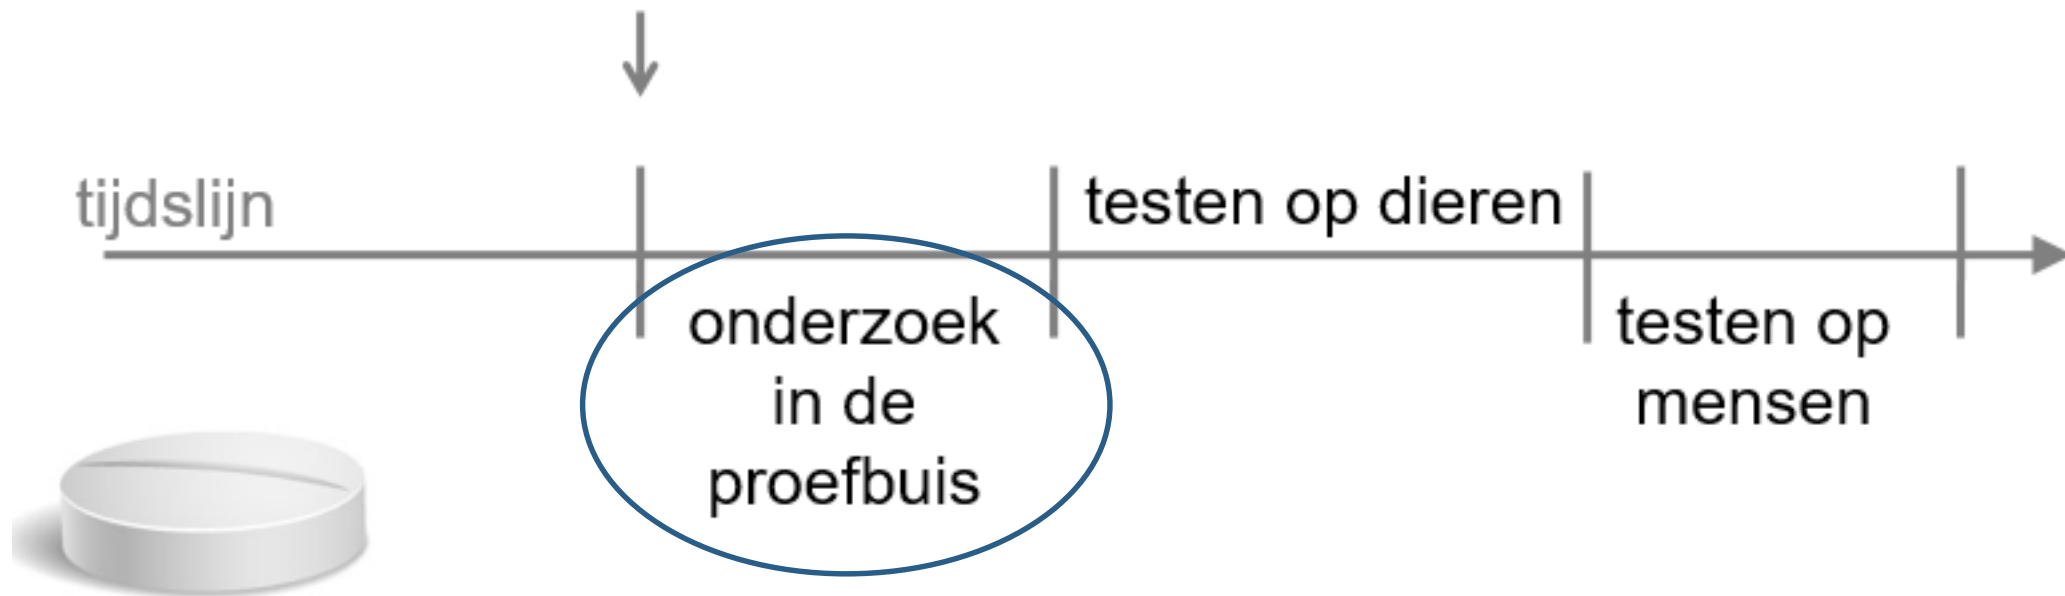 tijdslijn
testen op dieren
onderzoek
in de
proefbuis
testen op
mensen